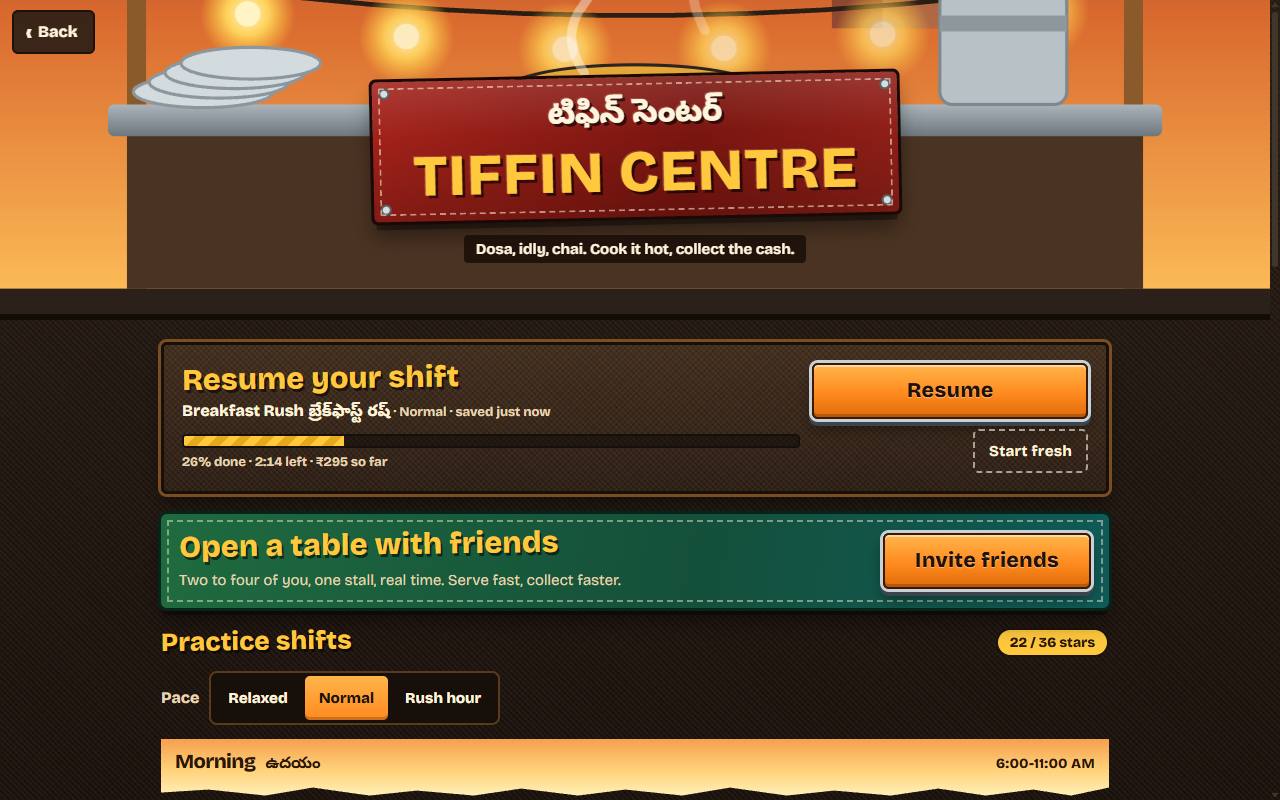 ‹ Back
టిఫిన్ సెంటర్
TIFFIN CENTRE
Dosa, idly, chai. Cook it hot, collect the cash.
Resume your shift
Resume
Breakfast Rush బ్రేక్‌ఫాస్ట్ రష్ · Normal · saved just now
26% done · 2:14 left · ₹295 so far
Start fresh
Open a table with friends
Two to four of you, one stall, real time. Serve fast, collect faster.
Invite friends
Practice shifts
22 / 36 stars
Pace Relaxed Normal Rush hour
Morning ఉదయం 6:00-11:00 AM